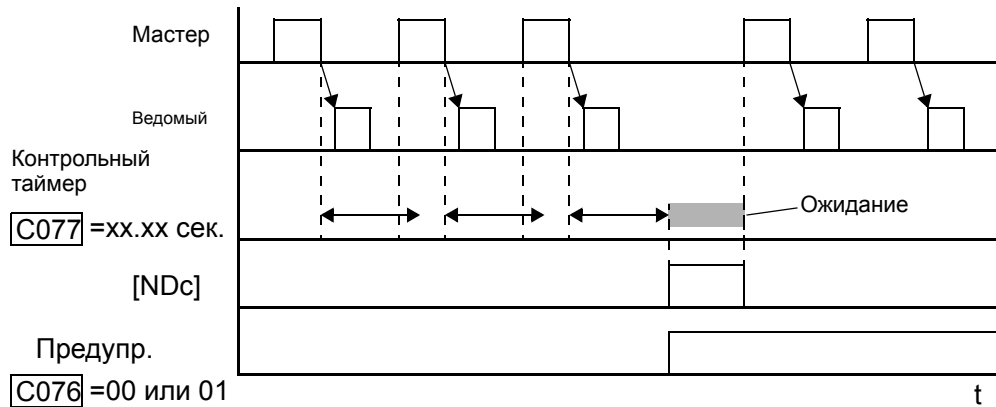 Мастер
Ведомый
Контрольный
таймер
C077 =xx.xx сек.
Ожидание
[NDc]
Предупр.
C076 =00 или 01
t